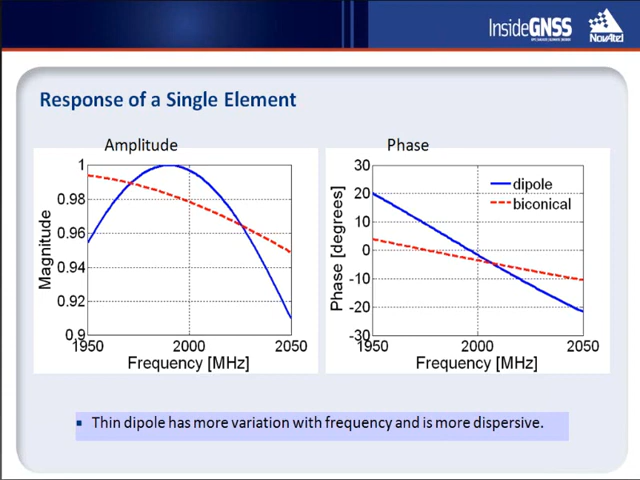 InsideGNSS
NovAtel
Response of a Single Element
Amplitude
Phase
1
0.98
0.96
0.94
0.92
0.9
Magnitude
1950
2000
2050
Frequency [MHz]
30
20
10
0
-10
-20
-30
Phase [degrees]
dipole
biconical
1950
2000
2050
Frequency [MHz]
Thin dipole has more variation with frequency and is more dispersive.